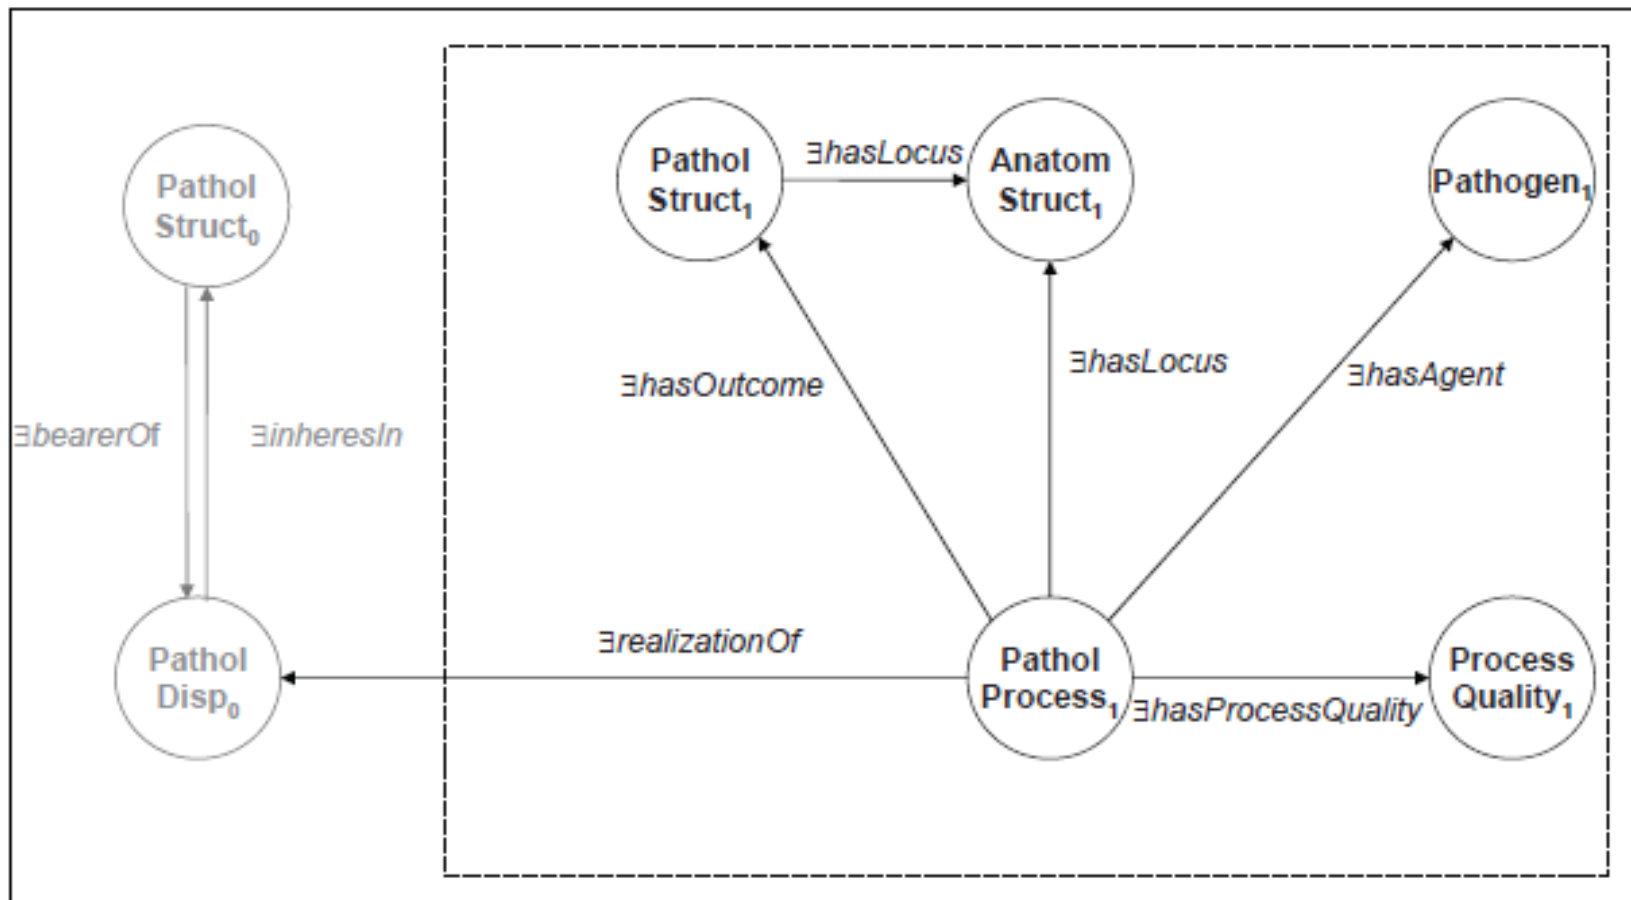 Pathol
Struct₀
Pathol
Struct₁
∃hasLocus
Anatom
Struct₁
Pathogen₁
∃hasOutcome
∃hasLocus
∃hasAgent
∃bearerOf
∃inheresIn
∃realizationOf
Pathol
Disp₀
Pathol
Process₁
∃hasProcessQuality
Process
Quality₁